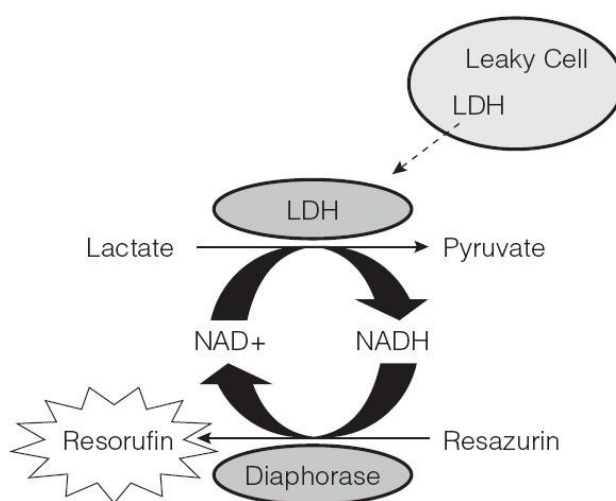 Leaky Cell
LDH
LDH
Lactate
Pyruvate
NAD+
NADH
Resorufin
Resazurin
Diaphorase